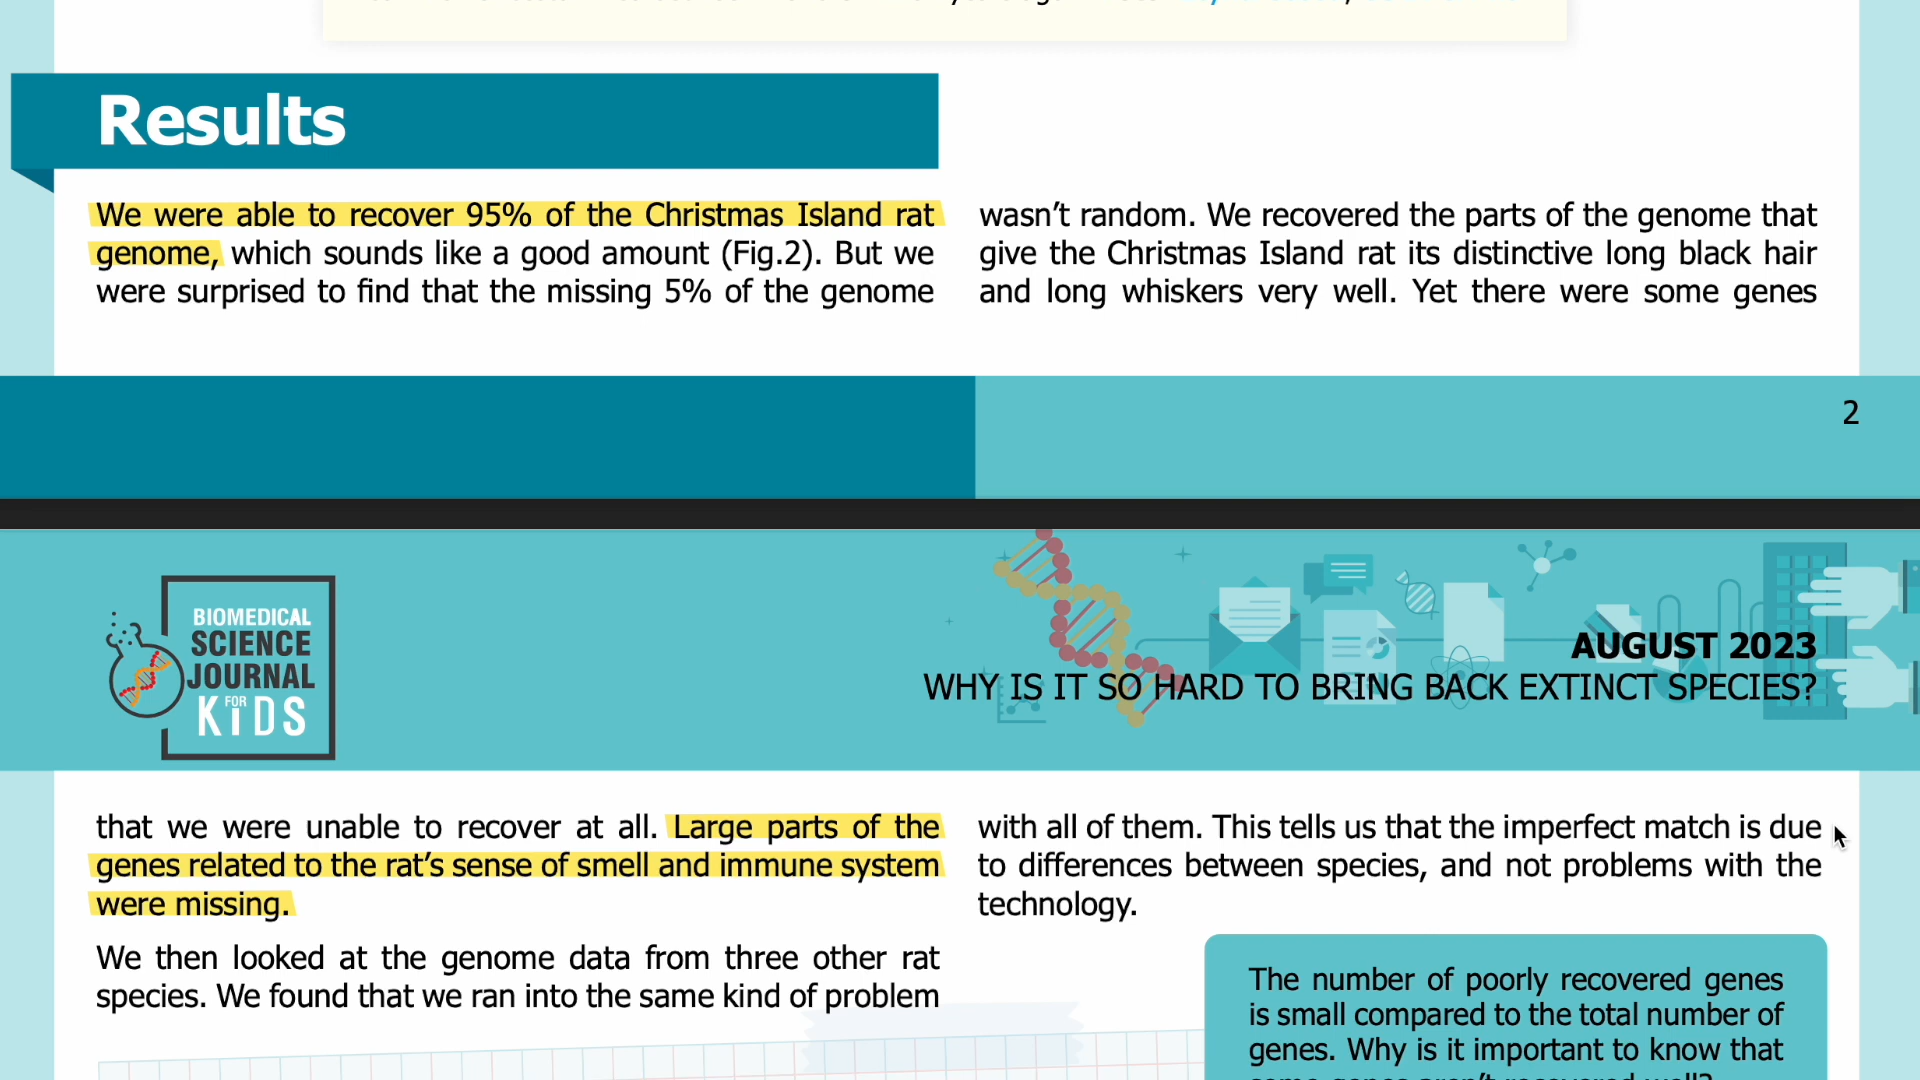 Results
We were able to recover 95% of the Christmas Island rat
genome, which sounds like a good amount (Fig.2). But we
were surprised to find that the missing 5% of the genome
wasn't random. We recovered the parts of the genome that
give the Christmas Island rat its distinctive long black hair
and long whiskers very well. Yet there were some genes
2
BIOMEDICAL
SCIENCE
JOURNAL
FOR
KiDS
AUGUST 2023
WHY IS IT SO HARD TO BRING BACK EXTINCT SPECIES?
that we were unable to recover at all. Large parts of the
genes related to the rat's sense of smell and immune system
were missing.
We then looked at the genome data from three other rat
species. We found that we ran into the same kind of problem
with all of them. This tells us that the imperfect match is due
to differences between species, and not problems with the
technology.
The number of poorly recovered genes
is small compared to the total number of
genes. Why is it important to know that
some genes aren't recovered well?